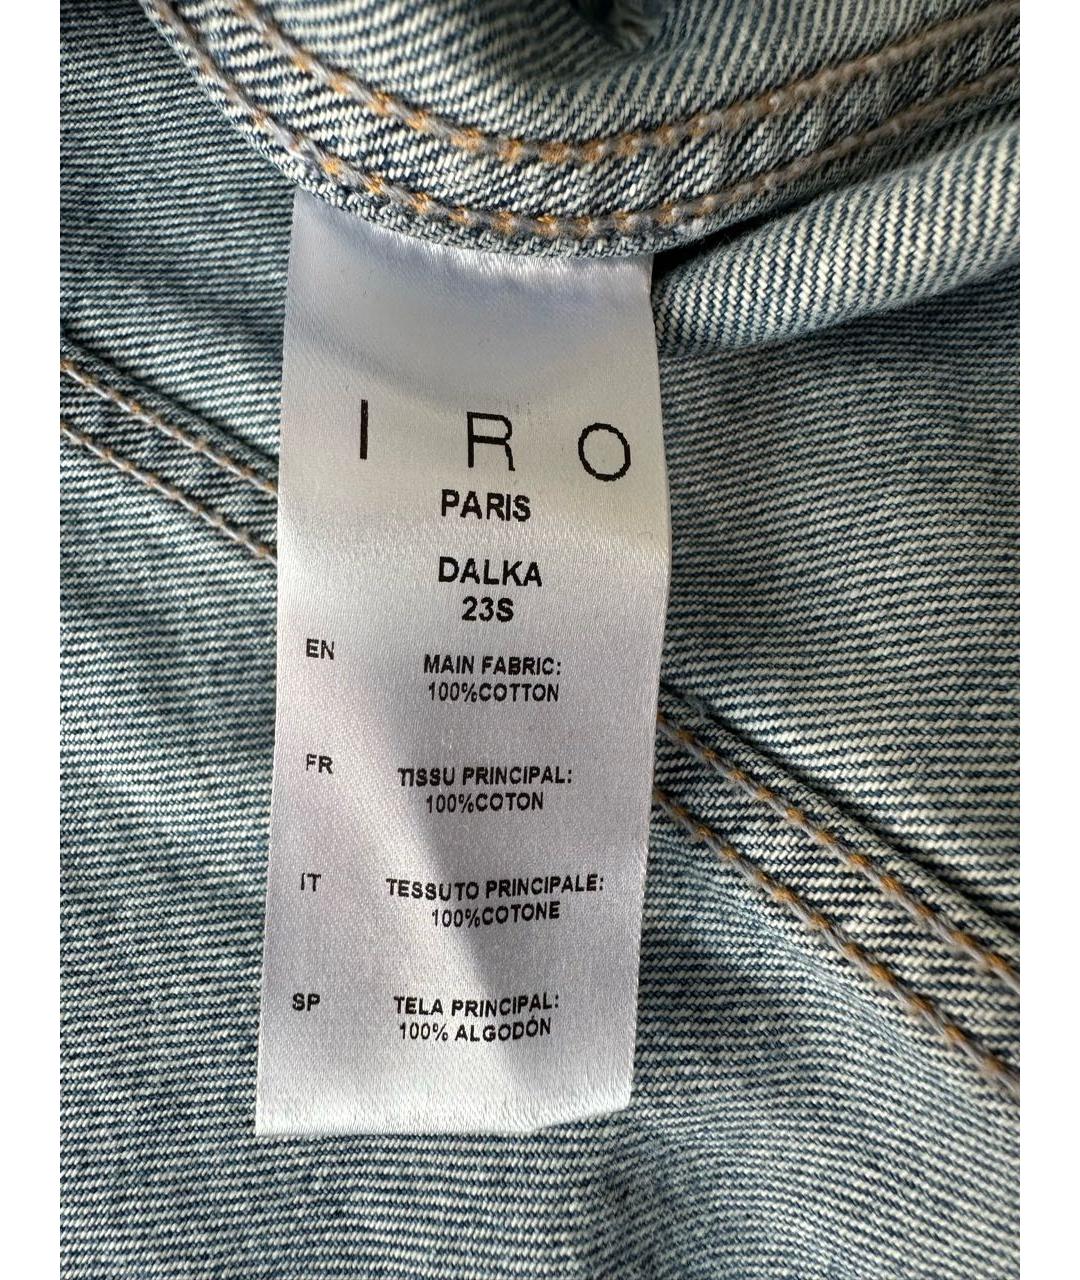 I R O
PARIS
DALKA
23S
EN
MAIN FABRIC:
100%COTTON
FR
TISSU PRINCIPAL:
100%COTON
IT
TESSUTO PRINCIPALE:
100%COTONE
SP
TELA PRINCIPAL:
100% ALGODÓN